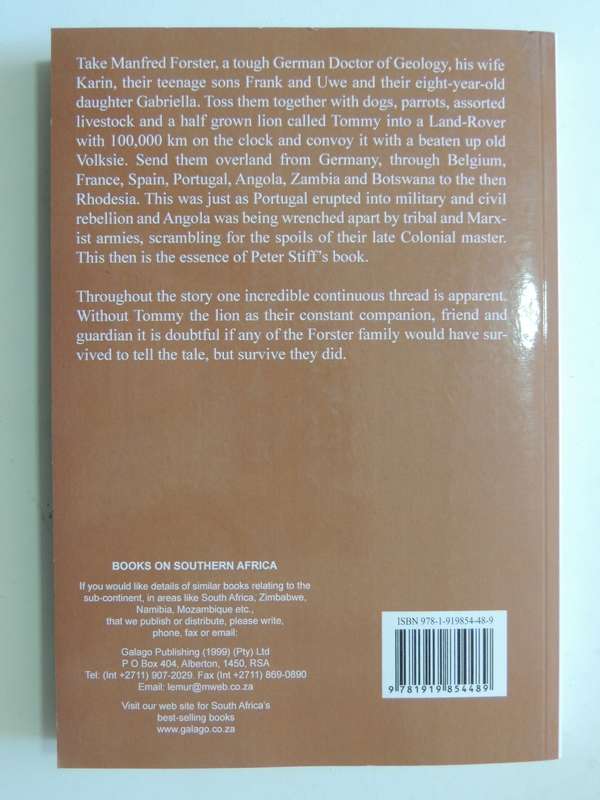 Take Manfred Forster, a tough German Doctor of Geology, his wife
Karin, their teenage sons Frank and Uwe and their eight-year-old
daughter Gabriella. Toss them together with dogs, parrots, assorted
livestock and a half grown lion called Tommy into a Land-Rover
with 100,000 km on the clock and convoy it with a beaten up old
Volksie. Send them overland from Germany, through Belgium,
France, Spain, Portugal, Angola, Zambia and Botswana to the then
Rhodesia. This was just as Portugal erupted into military and civil
rebellion and Angola was being wrenched apart by tribal and Marx-
ist armies, scrambling for the spoils of their late Colonial master.
This then is the essence of Peter Stiff's book.
Throughout the story one incredible continuous thread is apparent.
Without Tommy the lion as their constant companion, friend and
guardian it is doubtful if any of the Forster family would have sur-
vived to tell the tale, but survive they did.
BOOKS ON SOUTHERN AFRICA
If you would like details of similar books relating to the
sub-continent, in areas like South Africa, Zimbabwe,
Namibia, Mozambique etc.,
that we publish or distribute, please write,
phone, fax or email:
Galago Publishing (1999) (Pty) Ltd
P O Box 404, Alberton, 1450, RSA
Tel: (Int +2711) 907-2029. Fax (Int +2711) 869-0890
Email: lemur@mweb.co.za
Visit our web site for South Africa's
best-selling books
www.galago.co.za
ISBN 978-1-919854-48-9
9 781919 854489